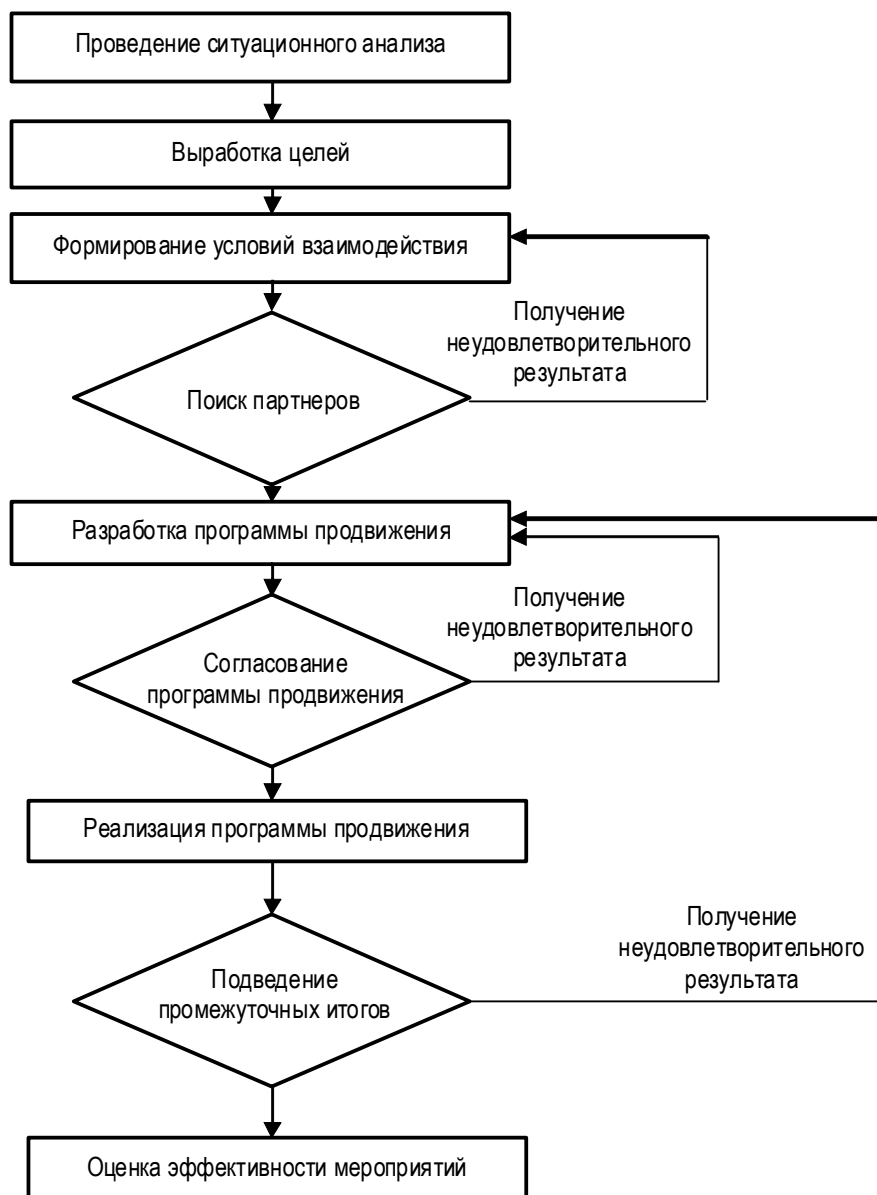 Проведение ситуационного анализа
Выработка целей
Формирование условий взаимодействия
Получение
неудовлетворительного
результата
Поиск партнеров
Разработка программы продвижения
Получение
неудовлетворительного
результата
Согласование
программы продвижения
Реализация программы продвижения
Получение
неудовлетворительного
результата
Подведение
промежуточных итогов
Оценка эффективности мероприятий